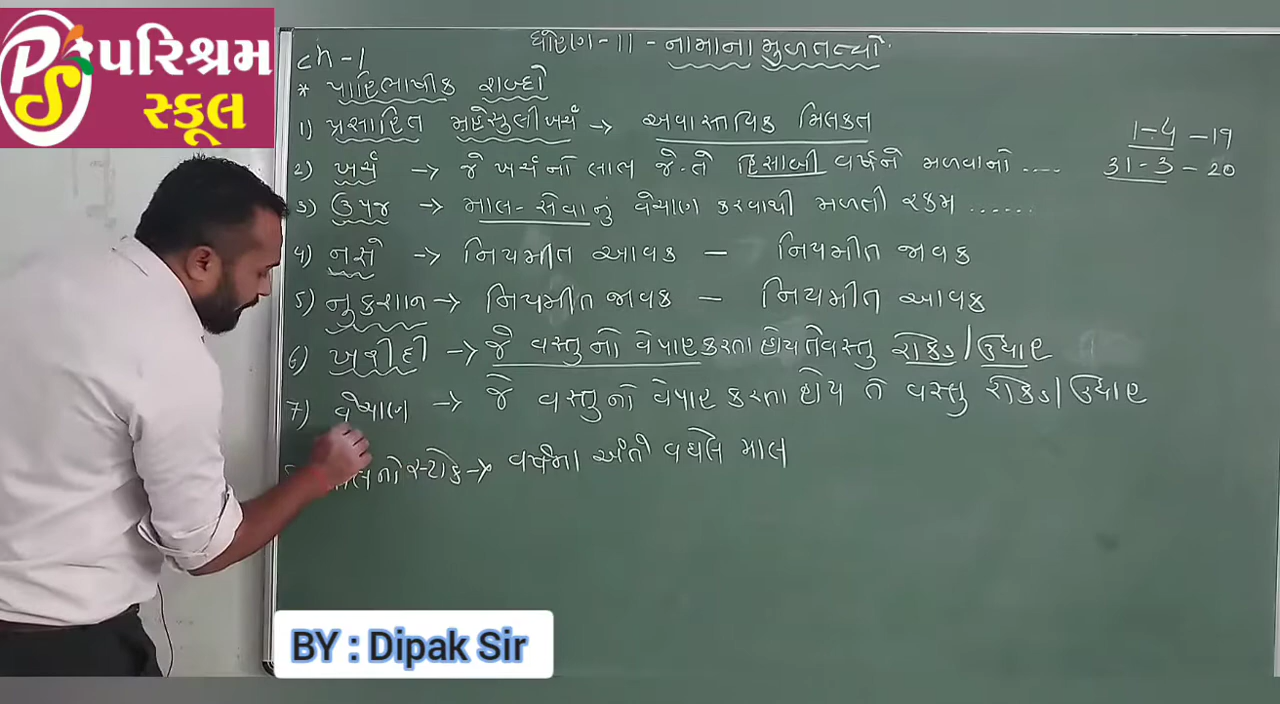 પરિશ્રમ
સ્કૂલ
PS
ch-1
ધોરણ-11 - નામાના મુળતત્વો
* પારિભાષીક શબ્દો
1) પ્રસારિત મહેસુલી ખર્ચ → અવાસ્તવિક મિલકત
1-4-19
2) ખર્ચ → જે ખર્ચનો લાભ જે-તે હિસાબી વર્ષને મળવાનો ....
31-3-20
3) ઉપજ → માલ-સેવાનું વેચાણ કરવાથી મળતી રકમ ......
4) નફો → નિયમીત આવક - નિયમીત જાવક
5) નુકશાન → નિયમીત જાવક - નિયમીત આવક
6) ખરીદી → જે વસ્તુનો વેપાર કરતા હોય તે વસ્તુ રોકડ/ઉધાર
7) વેચાણ → જે વસ્તુનો વેપાર કરતા હોય તે વસ્તુ રોકડ/ઉધાર
નો સ્ટોક → વર્ષના અંતે વધેલ માલ
BY : Dipak Sir